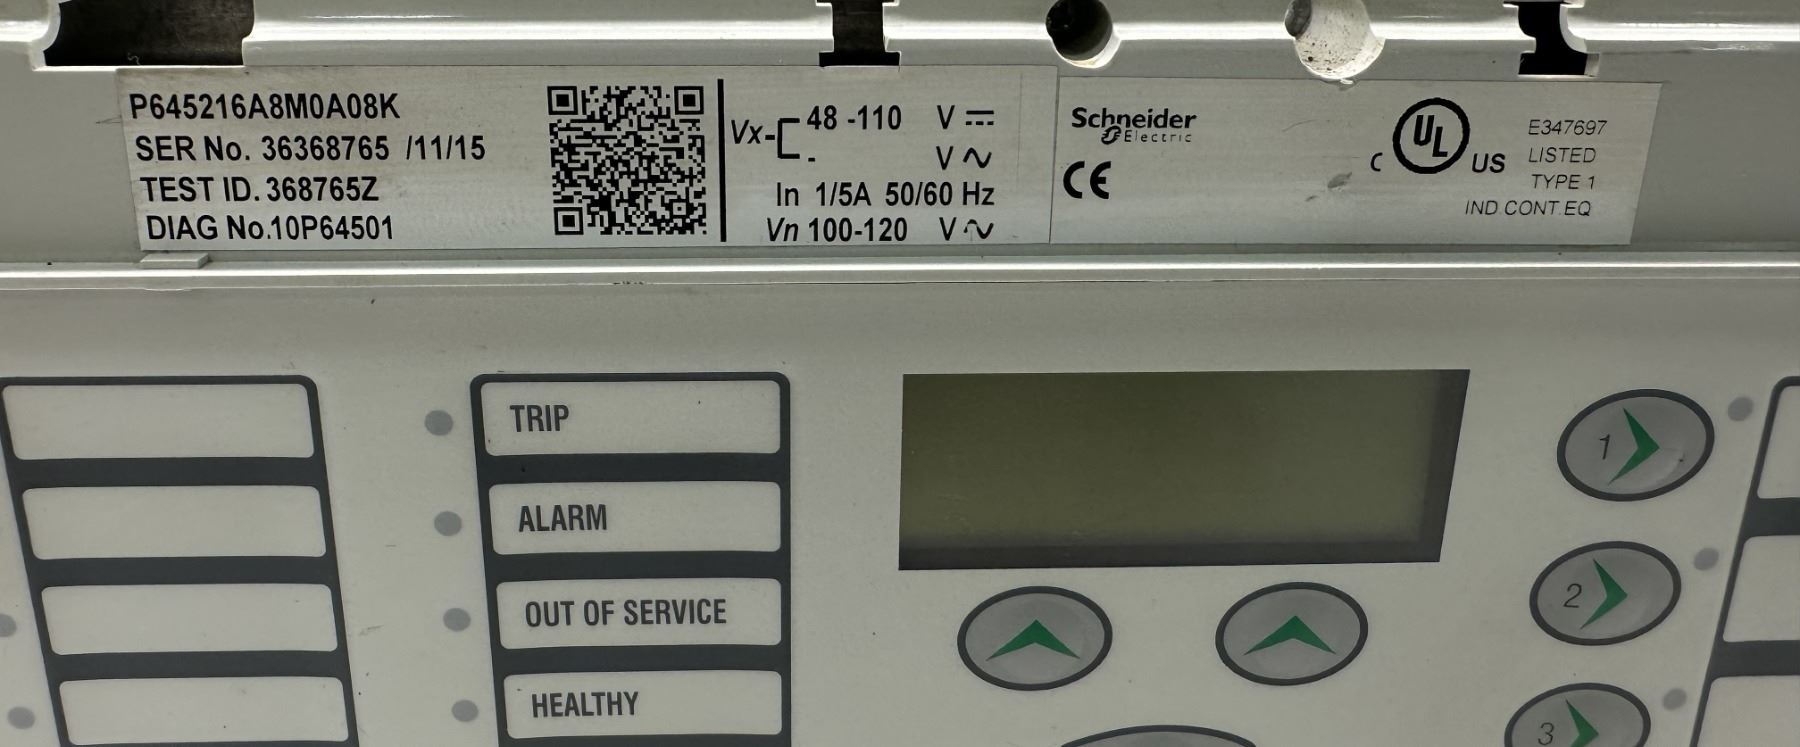 P645216A8M0A08K
SER No. 36368765 /11/15
TEST ID. 368765Z
DIAG No.10P64501
Vx- 48 -110 V ⎓
- V ∿
In 1/5A 50/60 Hz
Vn 100-120 V ∿
Schneider
Electric
CE
C UL US
E347697
LISTED
TYPE 1
IND.CONT.EQ
TRIP
ALARM
OUT OF SERVICE
HEALTHY
1
2
3